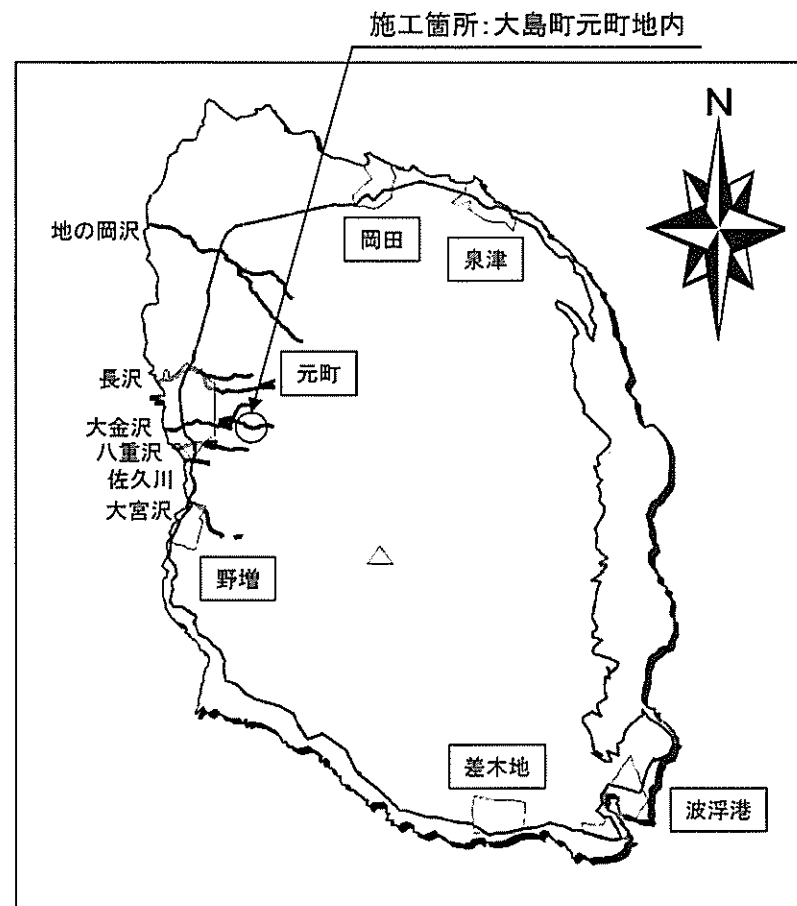 施工箇所:大島町元町地内
N
岡田
泉津
地の岡沢
元町
長沢
大金沢
八重沢
佐久川
大宮沢
野増
差木地
波浮港